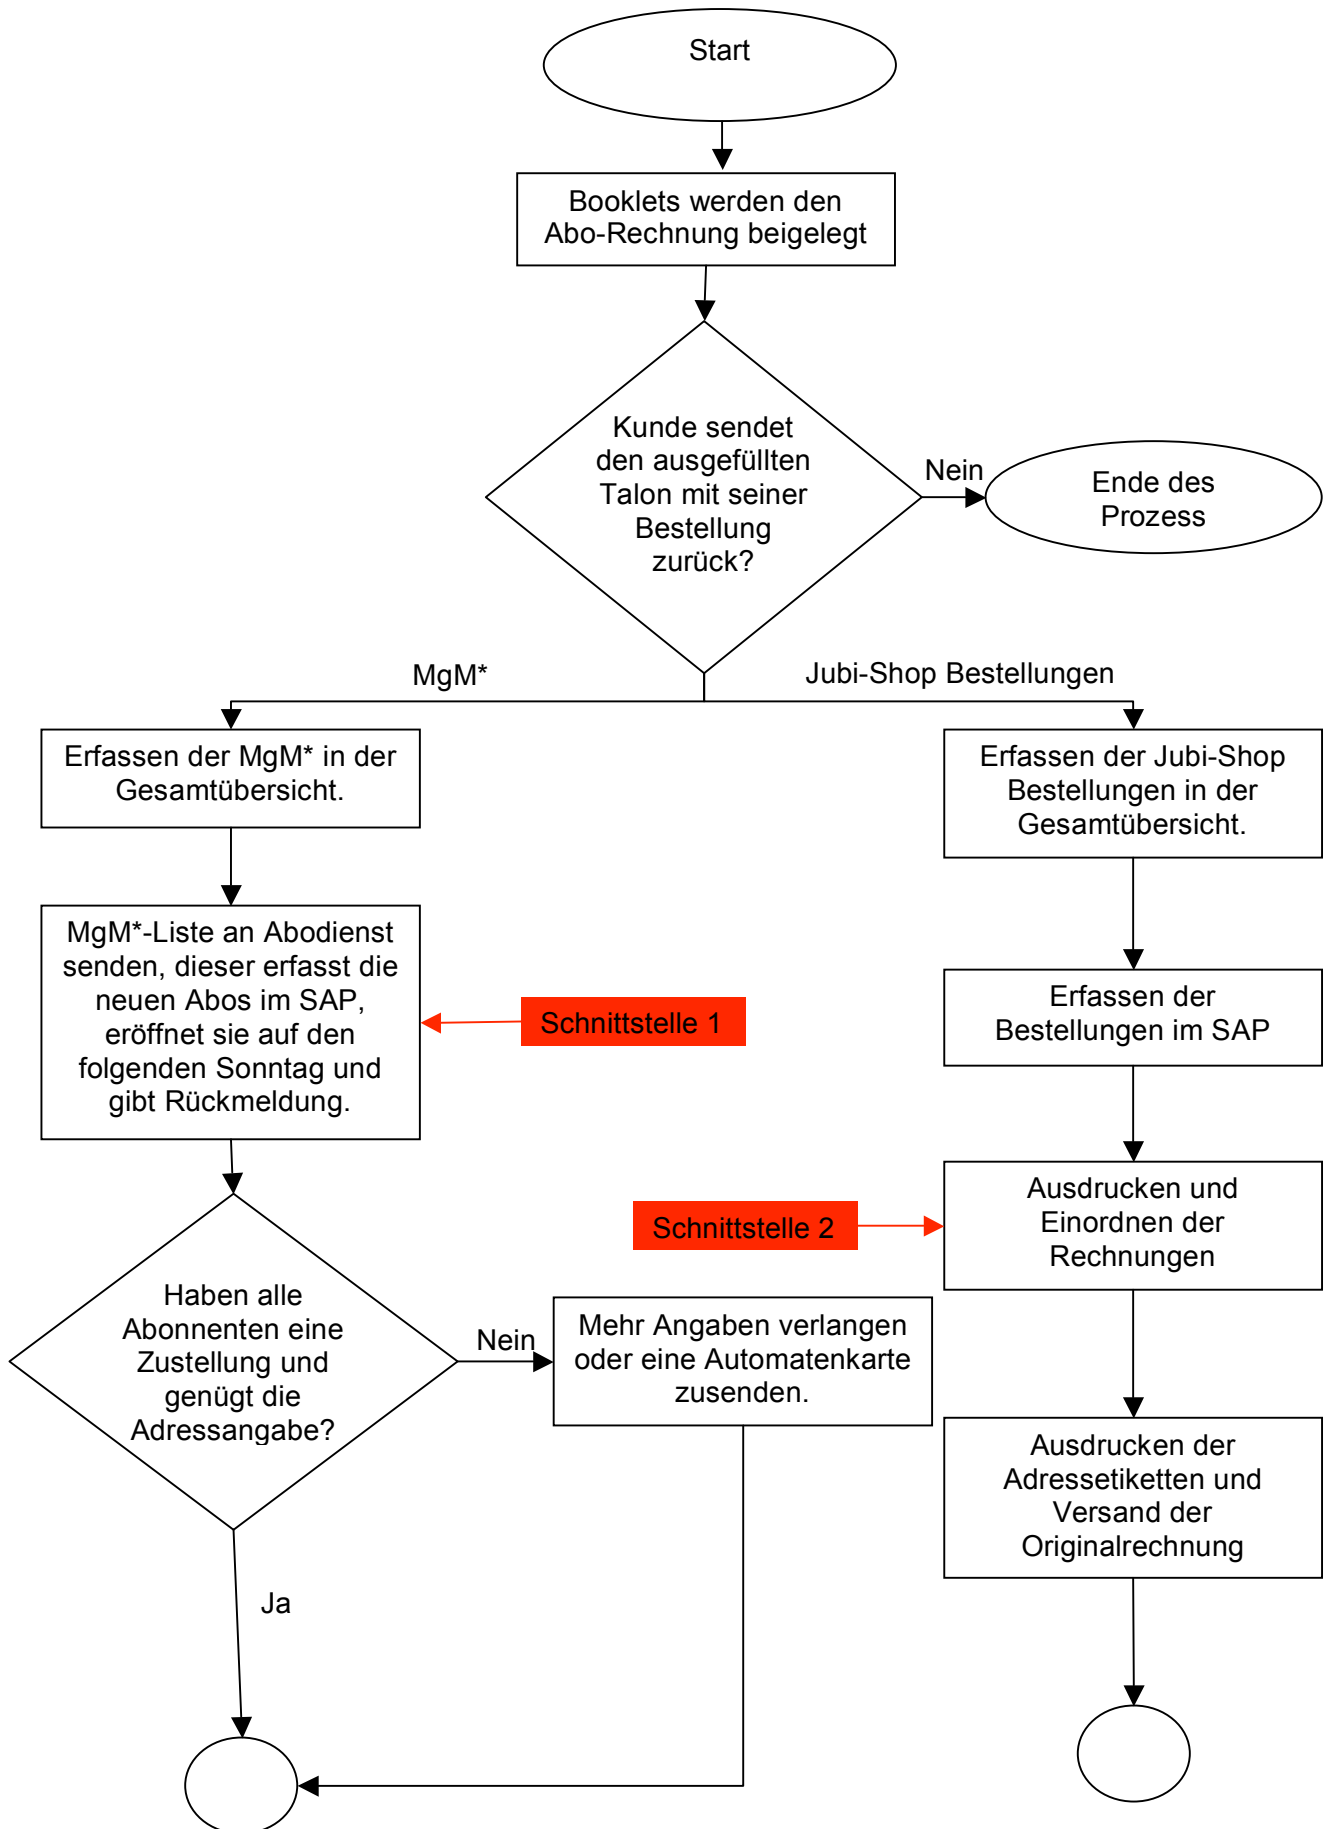 Start
Booklets werden den
Abo-Rechnung beigelegt
Kunde sendet
den ausgefüllten
Talon mit seiner
Bestellung
zurück?
Nein
Ende des
Prozess
MgM*
Jubi-Shop Bestellungen
Erfassen der MgM* in der
Gesamtübersicht.
Erfassen der Jubi-Shop
Bestellungen in der
Gesamtübersicht.
MgM*-Liste an Abodienst
senden, dieser erfasst die
neuen Abos im SAP,
eröffnet sie auf den
folgenden Sonntag und
gibt Rückmeldung.
Schnittstelle 1
Erfassen der
Bestellungen im SAP
Schnittstelle 2
Ausdrucken und
Einordnen der
Rechnungen
Haben alle
Abonnenten eine
Zustellung und
genügt die
Adressangabe?
Nein
Mehr Angaben verlangen
oder eine Automatenkarte
zusenden.
Ausdrucken der
Adressetiketten und
Versand der
Originalrechnung
Ja